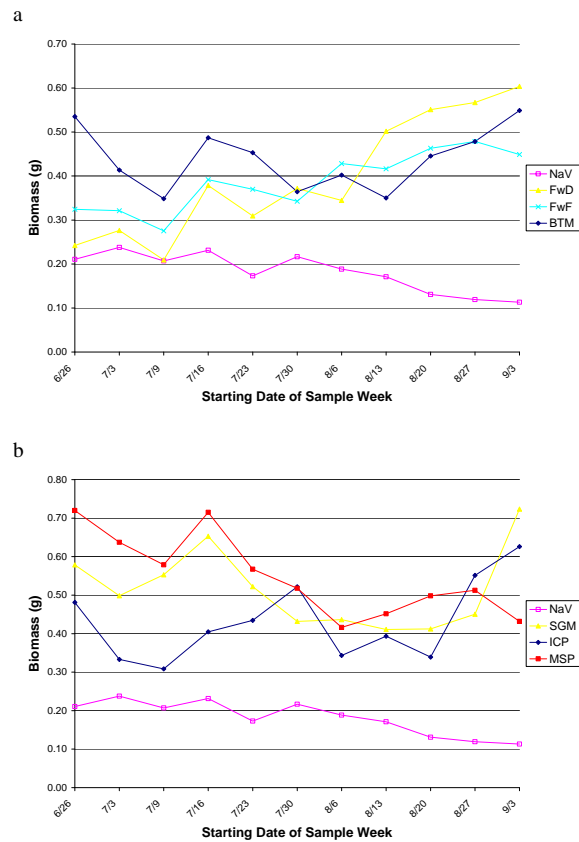 a
0.70
0.60
0.50
0.40
0.30
0.20
0.10
0.00
Biomass (g)
6/26
7/3
7/9
7/16
7/23
7/30
8/6
8/13
8/20
8/27
9/3
Starting Date of Sample Week
NaV
FwD
FwF
BTM
b
0.80
0.70
0.60
0.50
0.40
0.30
0.20
0.10
0.00
Biomass (g)
6/26
7/3
7/9
7/16
7/23
7/30
8/6
8/13
8/20
8/27
9/3
Starting Date of Sample Week
NaV
SGM
ICP
MSP